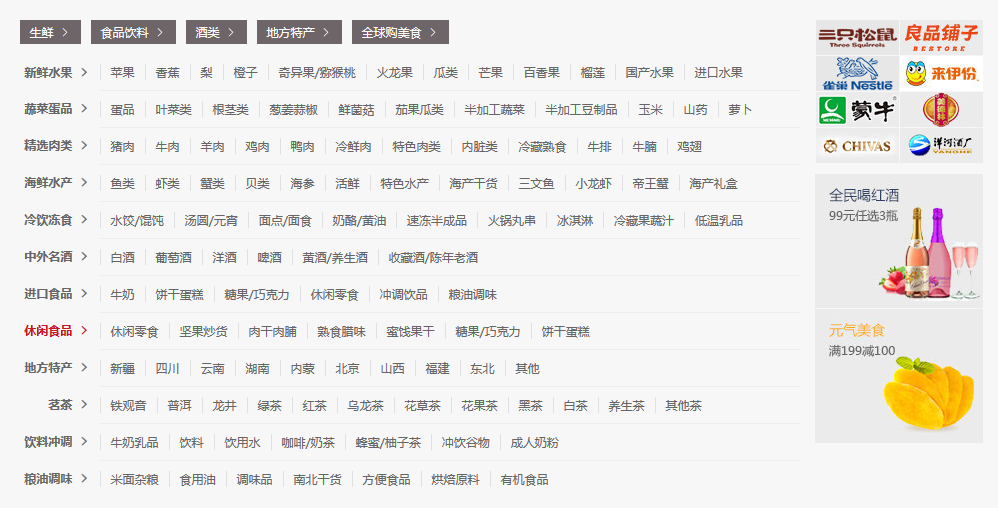 生鲜 食品饮料 酒类 地方特产 全球购美食
新鲜水果 苹果 香蕉 梨 橙子 奇异果/猕猴桃 火龙果 瓜类 芒果 百香果 榴莲 国产水果 进口水果
蔬菜蛋品 蛋品 叶菜类 根茎类 葱姜蒜椒 鲜菌菇 茄果瓜类 半加工蔬菜 半加工豆制品 玉米 山药 萝卜
精选肉类 猪肉 牛肉 羊肉 鸡肉 鸭肉 冷鲜肉 特色肉类 内脏类 冷藏熟食 牛排 牛腩 鸡翅
海鲜水产 鱼类 虾类 蟹类 贝类 海参 活鲜 特色水产 海产干货 三文鱼 小龙虾 帝王蟹 海产礼盒
冷饮冻食 水饺/馄饨 汤圆/元宵 面点/面食 奶酪/黄油 速冻半成品 火锅丸串 冰淇淋 冷藏果蔬汁 低温乳品
中外名酒 白酒 葡萄酒 洋酒 啤酒 黄酒/养生酒 收藏酒/陈年老酒
进口食品 牛奶 饼干蛋糕 糖果/巧克力 休闲零食 冲调饮品 粮油调味
休闲食品 休闲零食 坚果炒货 肉干肉脯 熟食腊味 蜜饯果干 糖果/巧克力 饼干蛋糕
地方特产 新疆 四川 云南 湖南 内蒙 北京 山西 福建 东北 其他
茗茶 铁观音 普洱 龙井 绿茶 红茶 乌龙茶 花草茶 花果茶 黑茶 白茶 养生茶 其他茶
饮料冲调 牛奶乳品 饮料 饮用水 咖啡/奶茶 蜂蜜/柚子茶 冲饮谷物 成人奶粉
粮油调味 米面杂粮 食用油 调味品 南北干货 方便食品 烘焙原料 有机食品
三只松鼠 良品铺子
Three Squirrels BESTORE
雀巢 Nestle 来伊份
蒙牛
CHIVAS 洋河酒厂
YANGHE
全民喝红酒
99元任选3瓶
元气美食
满199减100